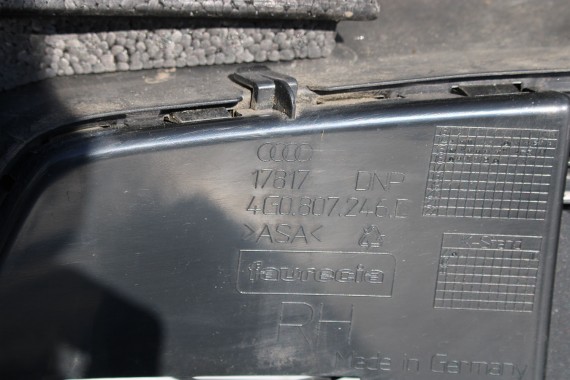 17817 DNP
4G0.807.246.D
>ASA<
faurecia
RH
Made in Germany